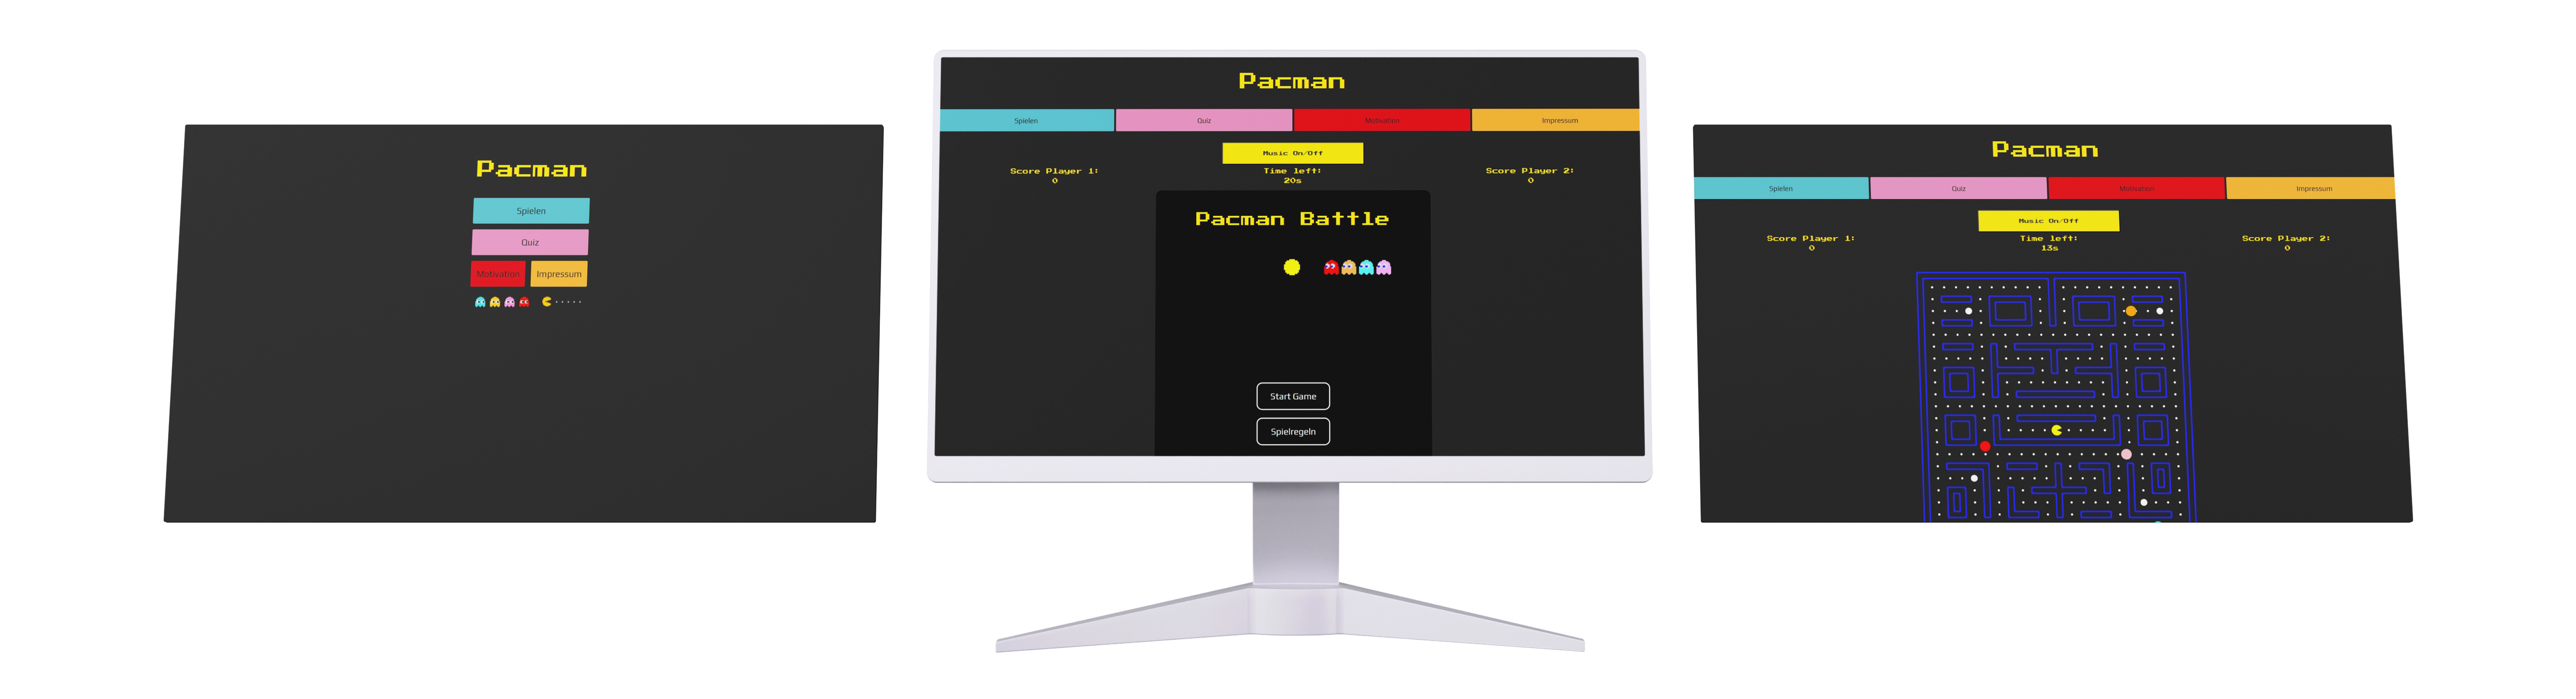 Pacman
Spielen
Quiz
Motivation Impressum
Pacman
Spielen Quiz Motivation Impressum
Music On/Off
Score Player 1: Time left: Score Player 2:
0 20s 0
Pacman Battle
Start Game
Spielregeln
Pacman
Spielen Quiz Motivation Impressum
Music On/Off
Score Player 1: Time left: Score Player 2:
0 13s 0